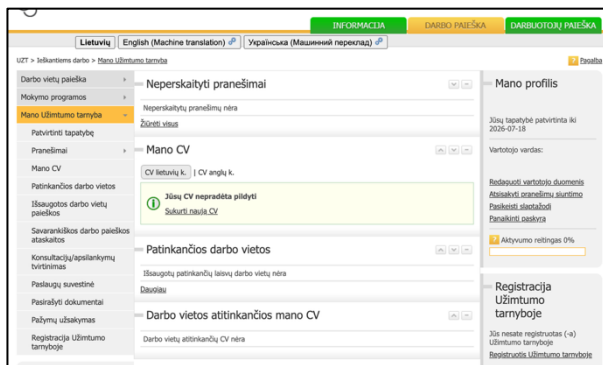 INFORMACIJA
DARBO PAIEŠKA
DARBUOTOJŲ PAIEŠKA
Lietuvių
English (Machine translation)
Українська (Машинний переклад)
UZT > Ieškantiems darbo > Mano Užimtumo tarnyba
Pagalba
Darbo vietų paieška
Mokymo programos
Mano Užimtumo tarnyba
Patvirtinti tapatybę
Pranešimai
Mano CV
Patinkančios darbo vietos
Išsaugotos darbo vietų
paieškos
Savarankiškos darbo paieškos
ataskaitos
Konsultacijų/apsilankymų
tvirtinimas
Paslaugų suvestinė
Pasirašyti dokumentai
Pažymų užsakymas
Registracija Užimtumo
tarnyboje
Neperskaityti pranešimai
Neperskaitytų pranešimų nėra
Žiūrėti visus
Mano CV
CV lietuvių k. | CV anglų k.
Jūsų CV nepradėta pildyti
Sukurti naują CV
Patinkančios darbo vietos
Išsaugotų patinkančių laisvų darbo vietų nėra
Daugiau
Darbo vietos atitinkančios mano CV
Darbo vietų atitinkančių CV nėra
Mano profilis
Jūsų tapatybė patvirtinta iki
2026-07-18
Vartotojo vardas:
Redaguoti vartotojo duomenis
Atsisakyti pranešimų siuntimo
Pasikeisti slaptažodį
Panaikinti paskyrą
Aktyvumo reitingas 0%
Registracija
Užimtumo
tarnyboje
Jūs nesate registruotas (-a)
Užimtumo tarnyboje
Registruotis Užimtumo tarnyboje